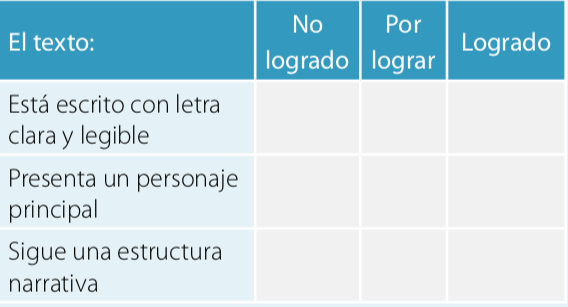 El texto:
No
logrado
Por
lograr
Logrado
Está escrito con letra
clara y legible
Presenta un personaje
principal
Sigue una estructura
narrativa